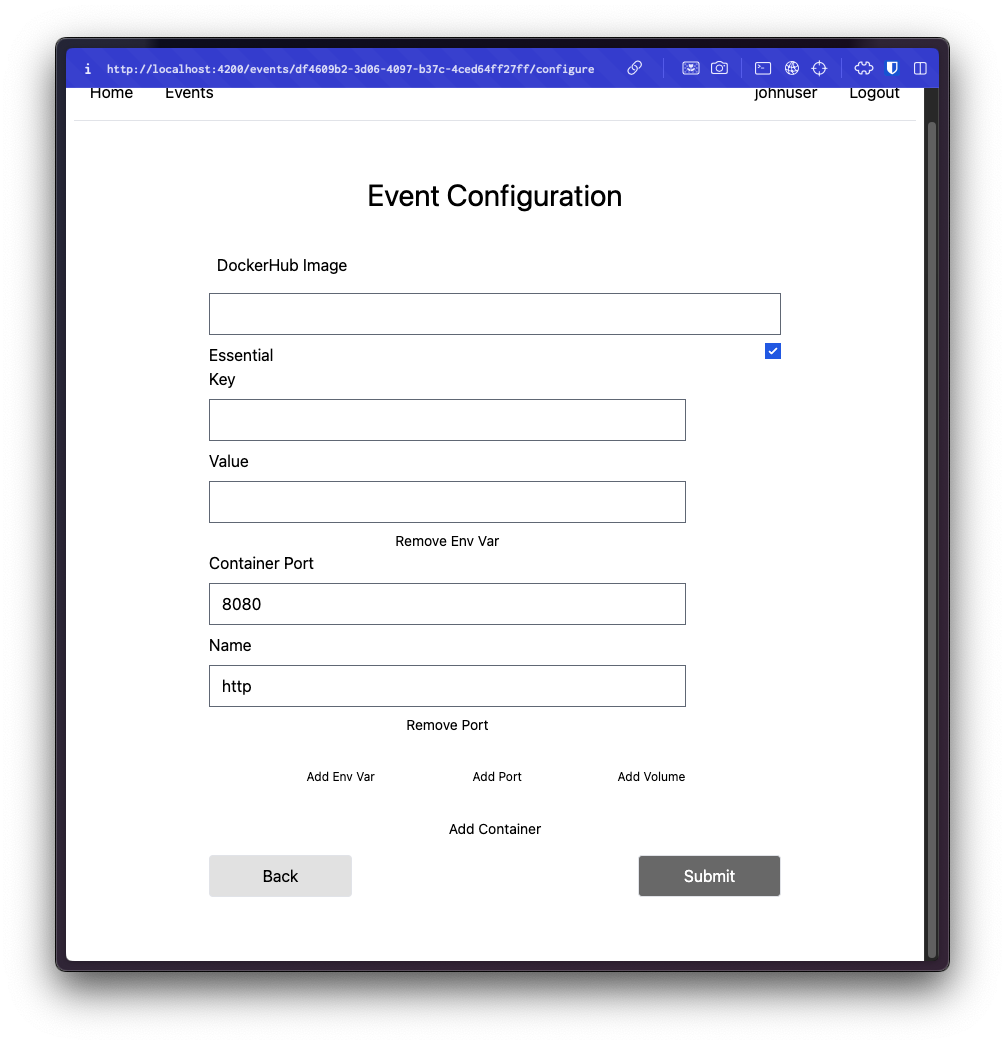 i http://localhost:4200/events/df4609b2-3d06-4097-b37c-4ced64ff27ff/configure
Home Events johnuser Logout
Event Configuration
DockerHub Image
Essential
Key
Value
Remove Env Var
Container Port
8080
Name
http
Remove Port
Add Env Var Add Port Add Volume
Add Container
Back Submit